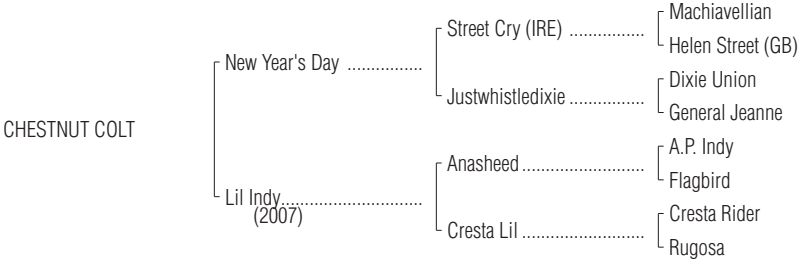 Machiavellian
Street Cry (IRE) ................
Helen Street (GB)
New Year's Day ................
Dixie Union
Justwhistledixie ................
General Jeanne
CHESTNUT COLT
A.P. Indy
Anasheed..........................
Flagbird
Lil Indy..............................
(2007)
Cresta Rider
Cresta Lil ..........................
Rugosa